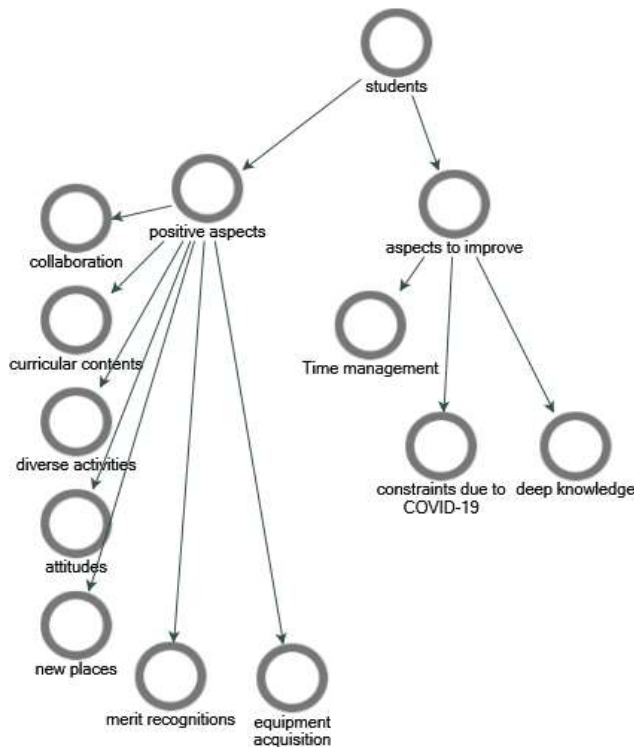 students
positive aspects
aspects to improve
collaboration
curricular contents
Time management
diverse activities
constraints due to
COVID-19
deep knowledge
attitudes
new places
merit recognitions
equipment
acquisition